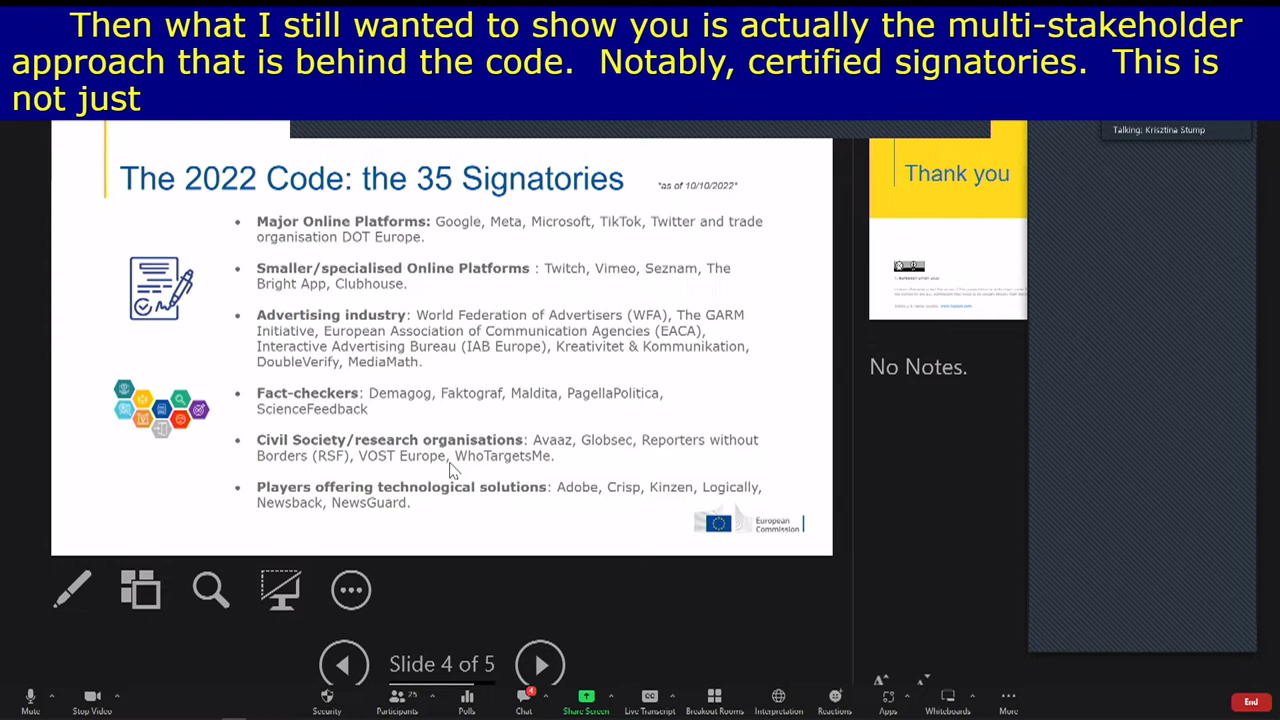 Then what I still wanted to show you is actually the multi-stakeholder
approach that is behind the code.  Notably, certified signatories.  This is
not just
Talking: Krisztina Stump
The 2022 Code: the 35 Signatories
*as of 10/10/2022*
• Major Online Platforms: Google, Meta, Microsoft, TikTok, Twitter and trade
organisation DOT Europe.
• Smaller/specialised Online Platforms : Twitch, Vimeo, Seznam, The
Bright App, Clubhouse.
• Advertising industry: World Federation of Advertisers (WFA), The GARM
Initiative, European Association of Communication Agencies (EACA),
Interactive Advertising Bureau (IAB Europe), Kreativitet & Kommunikation,
DoubleVerify, MediaMath.
• Fact-checkers: Demagog, Faktograf, Maldita, PagellaPolitica,
ScienceFeedback
• Civil Society/research organisations: Avaaz, Globsec, Reporters without
Borders (RSF), VOST Europe, WhoTargetsMe.
• Players offering technological solutions: Adobe, Crisp, Kinzen, Logically,
Newsback, NewsGuard.
European
Commission
Thank you
No Notes.
Slide 4 of 5
A A
Mute
Stop Video
Security
Participants
Polls
4
Chat
Share Screen
CC
Live Transcript
Breakout Rooms
Interpretation
Reactions
Apps
Whiteboards
More
End